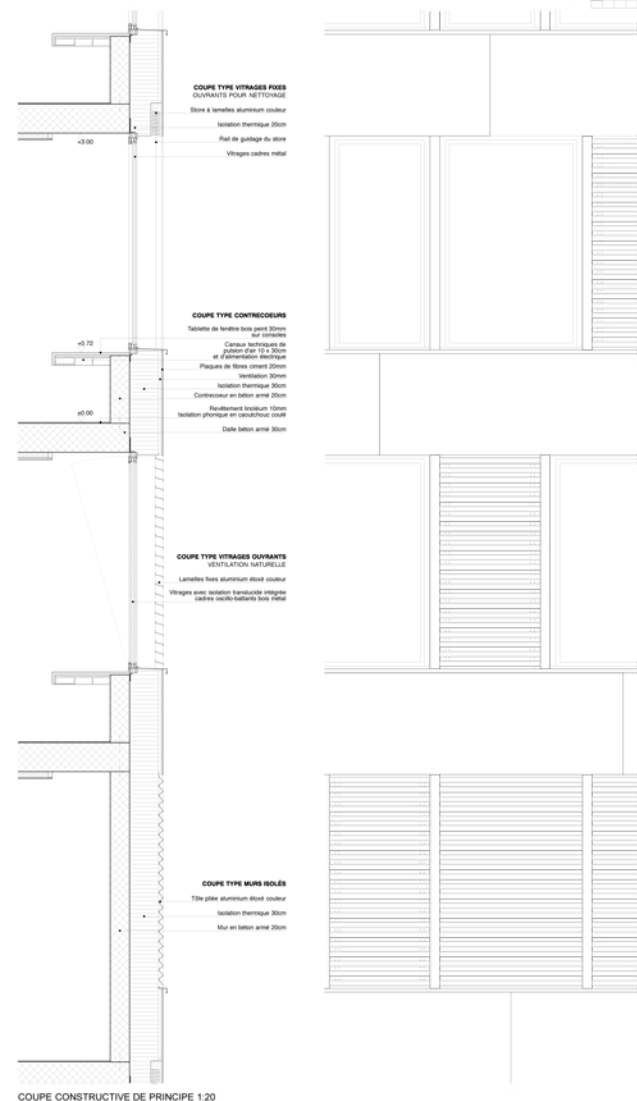 COUPE TYPE VITRAGES FIXES
OUVRANTS POUR NETTOYAGE
Store à lamelles aluminium couleur
Isolation thermique 20cm
+3.00
Rail de guidage du store
Vitrages cadres métal
COUPE TYPE CONTRECOEURS
Tablette de fenêtre bois peint 30mm
sur consoles
+0.72
Canaux techniques de
pulsion d'air 10 x 30cm
et d'alimentation électrique
Plaques de fibres ciment 20mm
Ventilation 30mm
Isolation thermique 30cm
Contrecoeur en béton armé 20cm
±0.00
Revêtement linoléum 10mm
Isolation phonique en caoutchouc coulé
Dalle béton armé 30cm
COUPE TYPE VITRAGES OUVRANTS
VENTILATION NATURELLE
Lamelles fixes aluminium éloxé couleur
Vitrages avec isolation translucide intégrée
cadres oscillo-battants bois métal
COUPE TYPE MURS ISOLÉS
Tôle pliée aluminium éloxé couleur
Isolation thermique 30cm
Mur en béton armé 20cm
COUPE CONSTRUCTIVE DE PRINCIPE 1:20